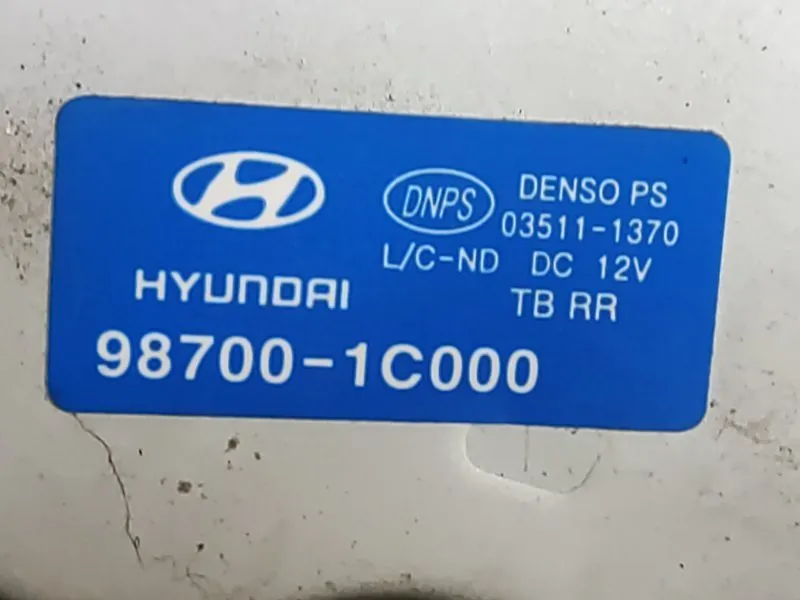 HYUNDAI
98700-1C000
DNPS
DENSO PS
03511-1370
L/C-ND DC 12V
TB RR